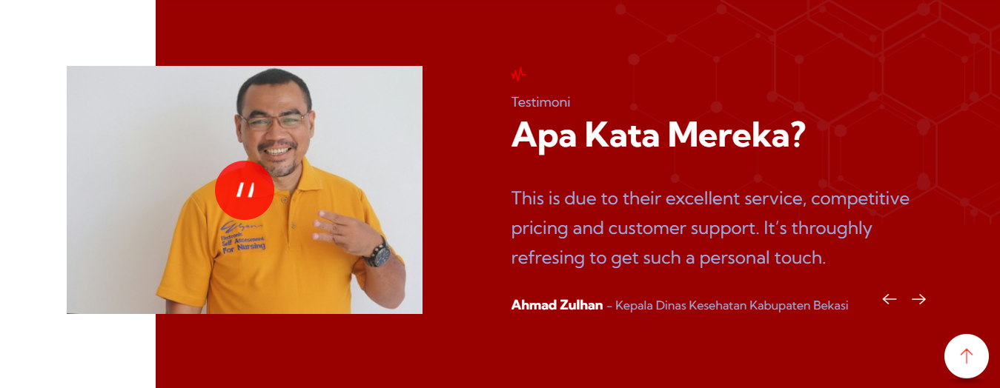 Electronic
Self Assessment
For Nursing
Testimoni
Apa Kata Mereka?
This is due to their excellent service, competitive
pricing and customer support. It’s throughly
refresing to get such a personal touch.
Ahmad Zulhan - Kepala Dinas Kesehatan Kabupaten Bekasi